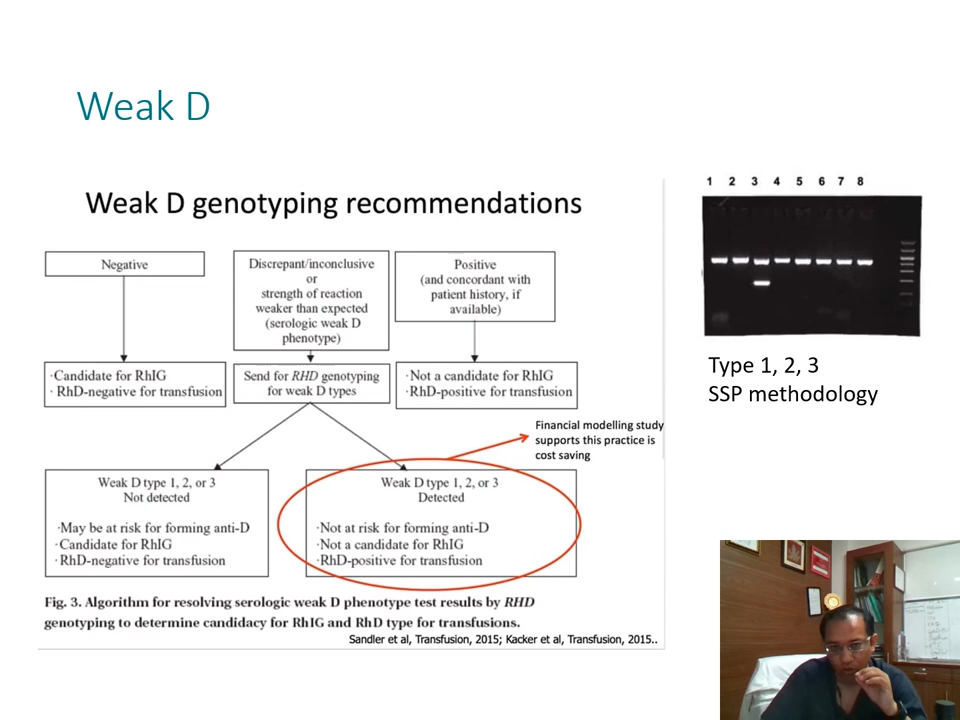 Weak D
Weak D genotyping recommendations
Negative
Discrepant/inconclusive
or
strength of reaction
weaker than expected
(serologic weak D
phenotype)
Positive
(and concordant with
patient history, if
available)
·Candidate for RhIG
· RhD-negative for transfusion
Send for RHD genotyping
for weak D types
·Not a candidate for RhIG
·RhD-positive for transfusion
Financial modelling study
supports this practice is
cost saving
Weak D type 1, 2, or 3
Not detected
·May be at risk for forming anti-D
·Candidate for RhIG
·RhD-negative for transfusion
Weak D type 1, 2, or 3
Detected
·Not at risk for forming anti-D
·Not a candidate for RhIG
·RhD-positive for transfusion
Fig. 3. Algorithm for resolving serologic weak D phenotype test results by RHD
genotyping to determine candidacy for RhIG and RhD type for transfusions.
Sandler et al, Transfusion, 2015; Kacker et al, Transfusion, 2015..
1 2 3 4 5 6 7 8
Type 1, 2, 3
SSP methodology